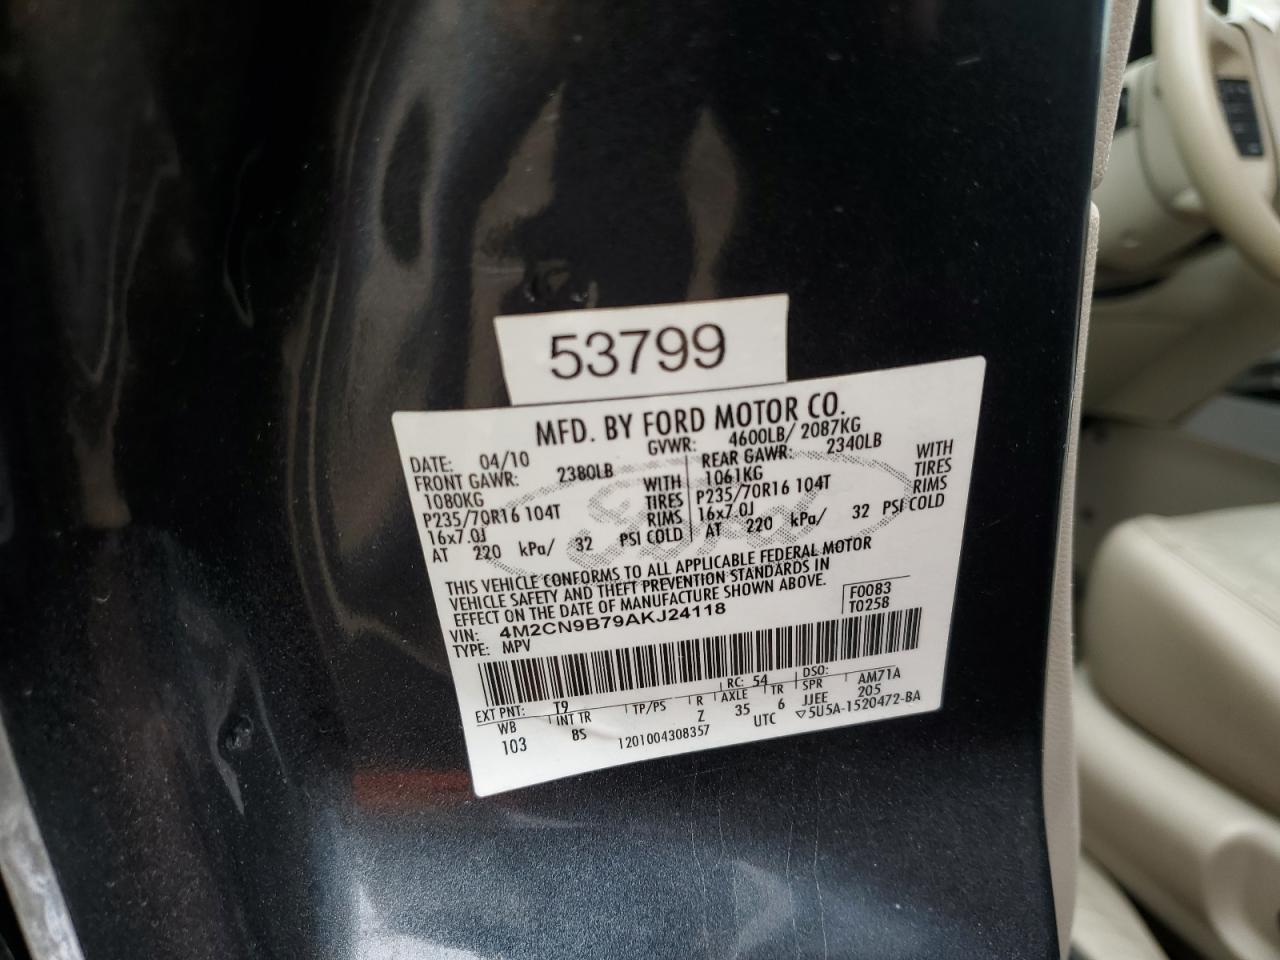 53799
MFD. BY FORD MOTOR CO.
DATE: 04/10 GVWR: 4600LB/ 2087KG
FRONT GAWR: 2380LB REAR GAWR: 2340LB
1080KG WITH 1061KG WITH
P235/70R16 104T TIRES P235/70R16 104T TIRES
16x7.0J RIMS 16x7.0J RIMS
AT 220 kPa/ 32 PSI COLD AT 220 kPa/ 32 PSI COLD
THIS VEHICLE CONFORMS TO ALL APPLICABLE FEDERAL MOTOR
VEHICLE SAFETY AND THEFT PREVENTION STANDARDS IN
EFFECT ON THE DATE OF MANUFACTURE SHOWN ABOVE.
VIN: 4M2CN9B79AKJ24118 F0083
TYPE: MPV T0258
EXT PNT: T9 RC: 54 DSO: AM71A
WB INT TR TP/PS R AXLE TR SPR 205
103 8S Z 35 6 JJEE
1201004308357 UTC ▽5U5A-1520472-BA
Ford